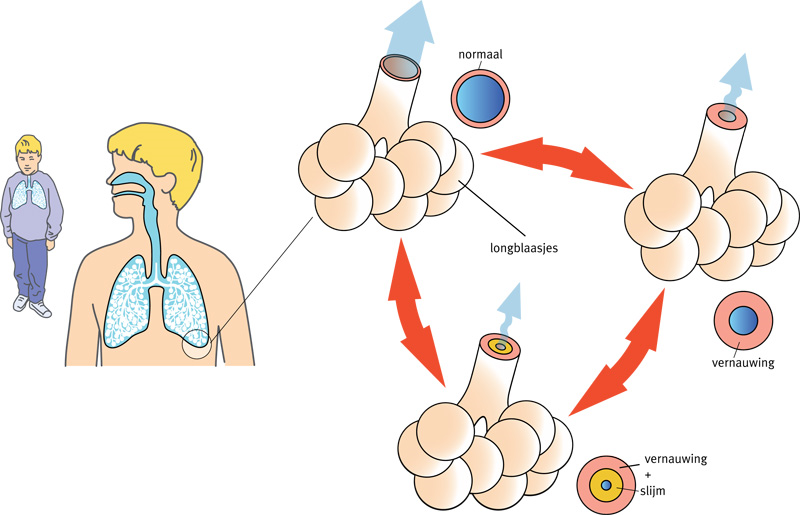 normaal
longblaasjes
vernauwing
vernauwing
+
slijm